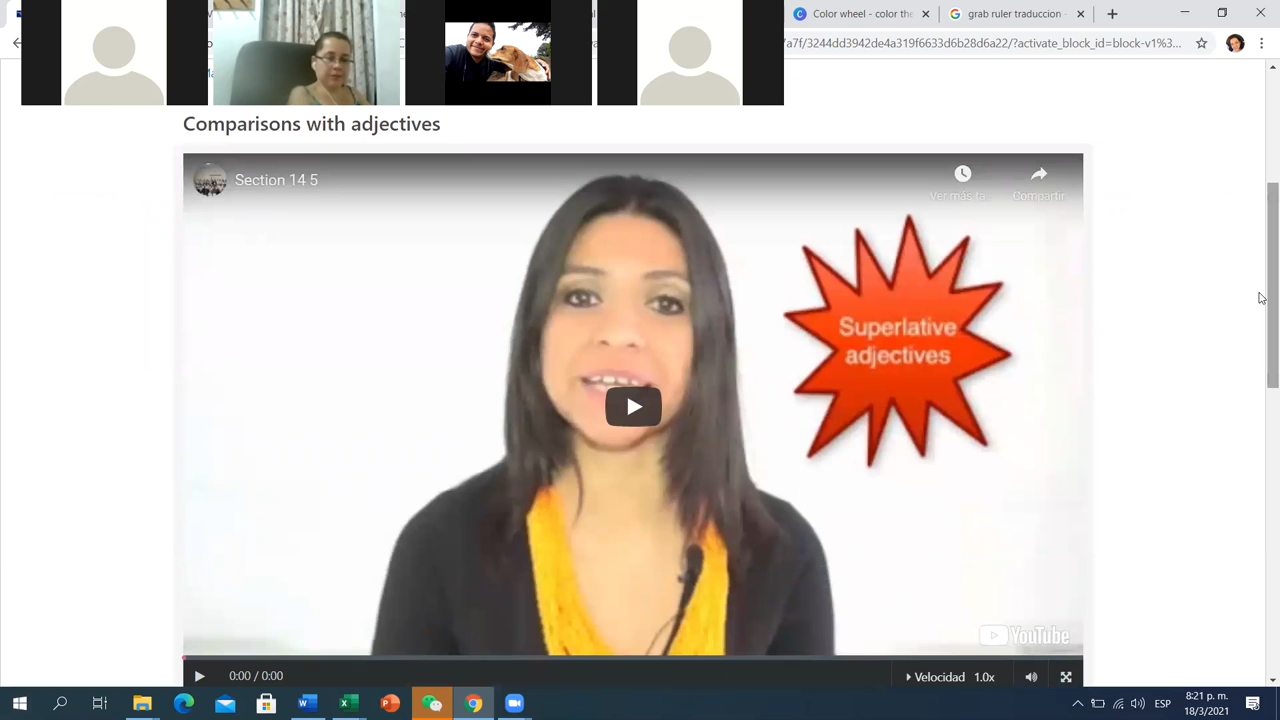 Color wheel - color t
grab ruler traduccion -
a7f/3244dd3942de4a319f6633d6b28d6a22/?activate_block_id=block-v1%3...
Comparisons with adjectives
Section 14 5
Ver más ta...
Compartir
Superlative
adjectives
YouTube
0:00 / 0:00
Velocidad 1.0x
ESP
8:21 p. m.
18/3/2021